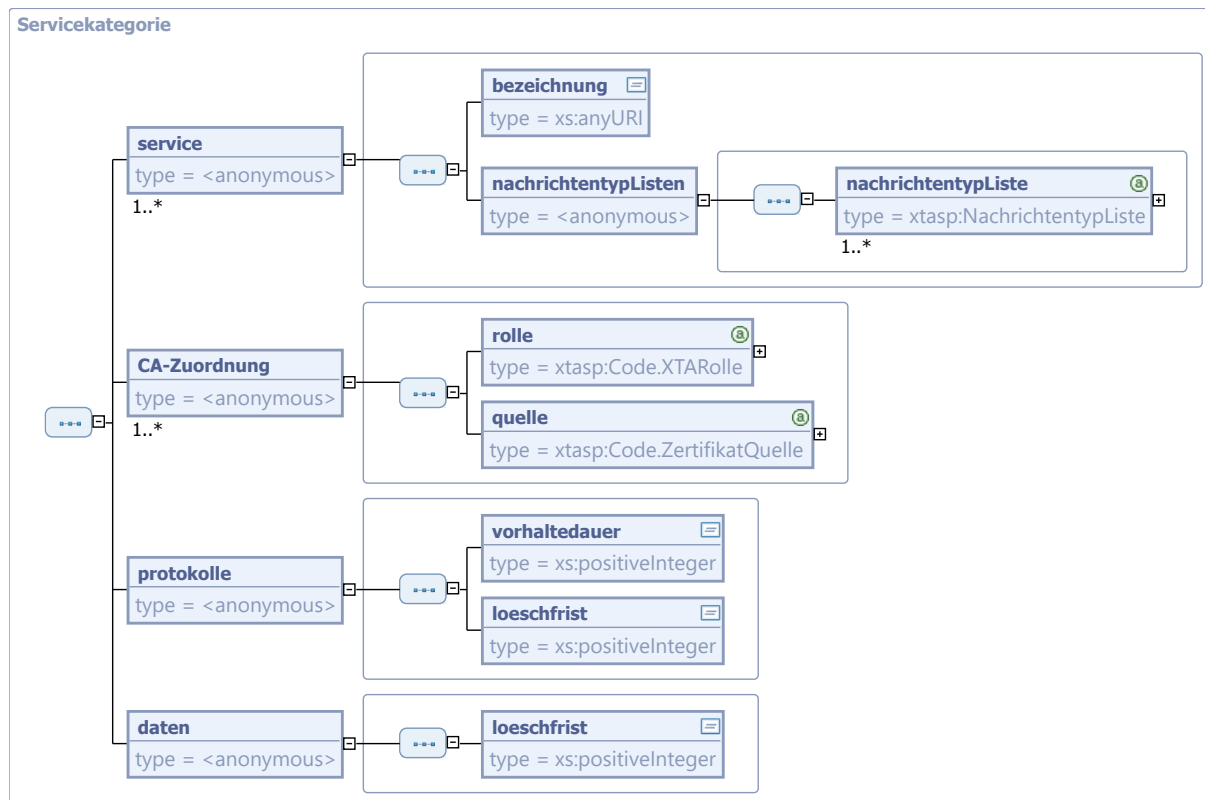 Servicekategorie
service
type = <anonymous>
1..*
bezeichnung
type = xs:anyURI
nachrichtentypListen
type = <anonymous>
nachrichtentypListe
type = xtasp:NachrichtentypListe
1..*
CA-Zuordnung
type = <anonymous>
1..*
rolle
type = xtasp:Code.XTARolle
quelle
type = xtasp:Code.ZertifikatQuelle
protokolle
type = <anonymous>
vorhaltedauer
type = xs:positiveInteger
loeschfrist
type = xs:positiveInteger
daten
type = <anonymous>
loeschfrist
type = xs:positiveInteger